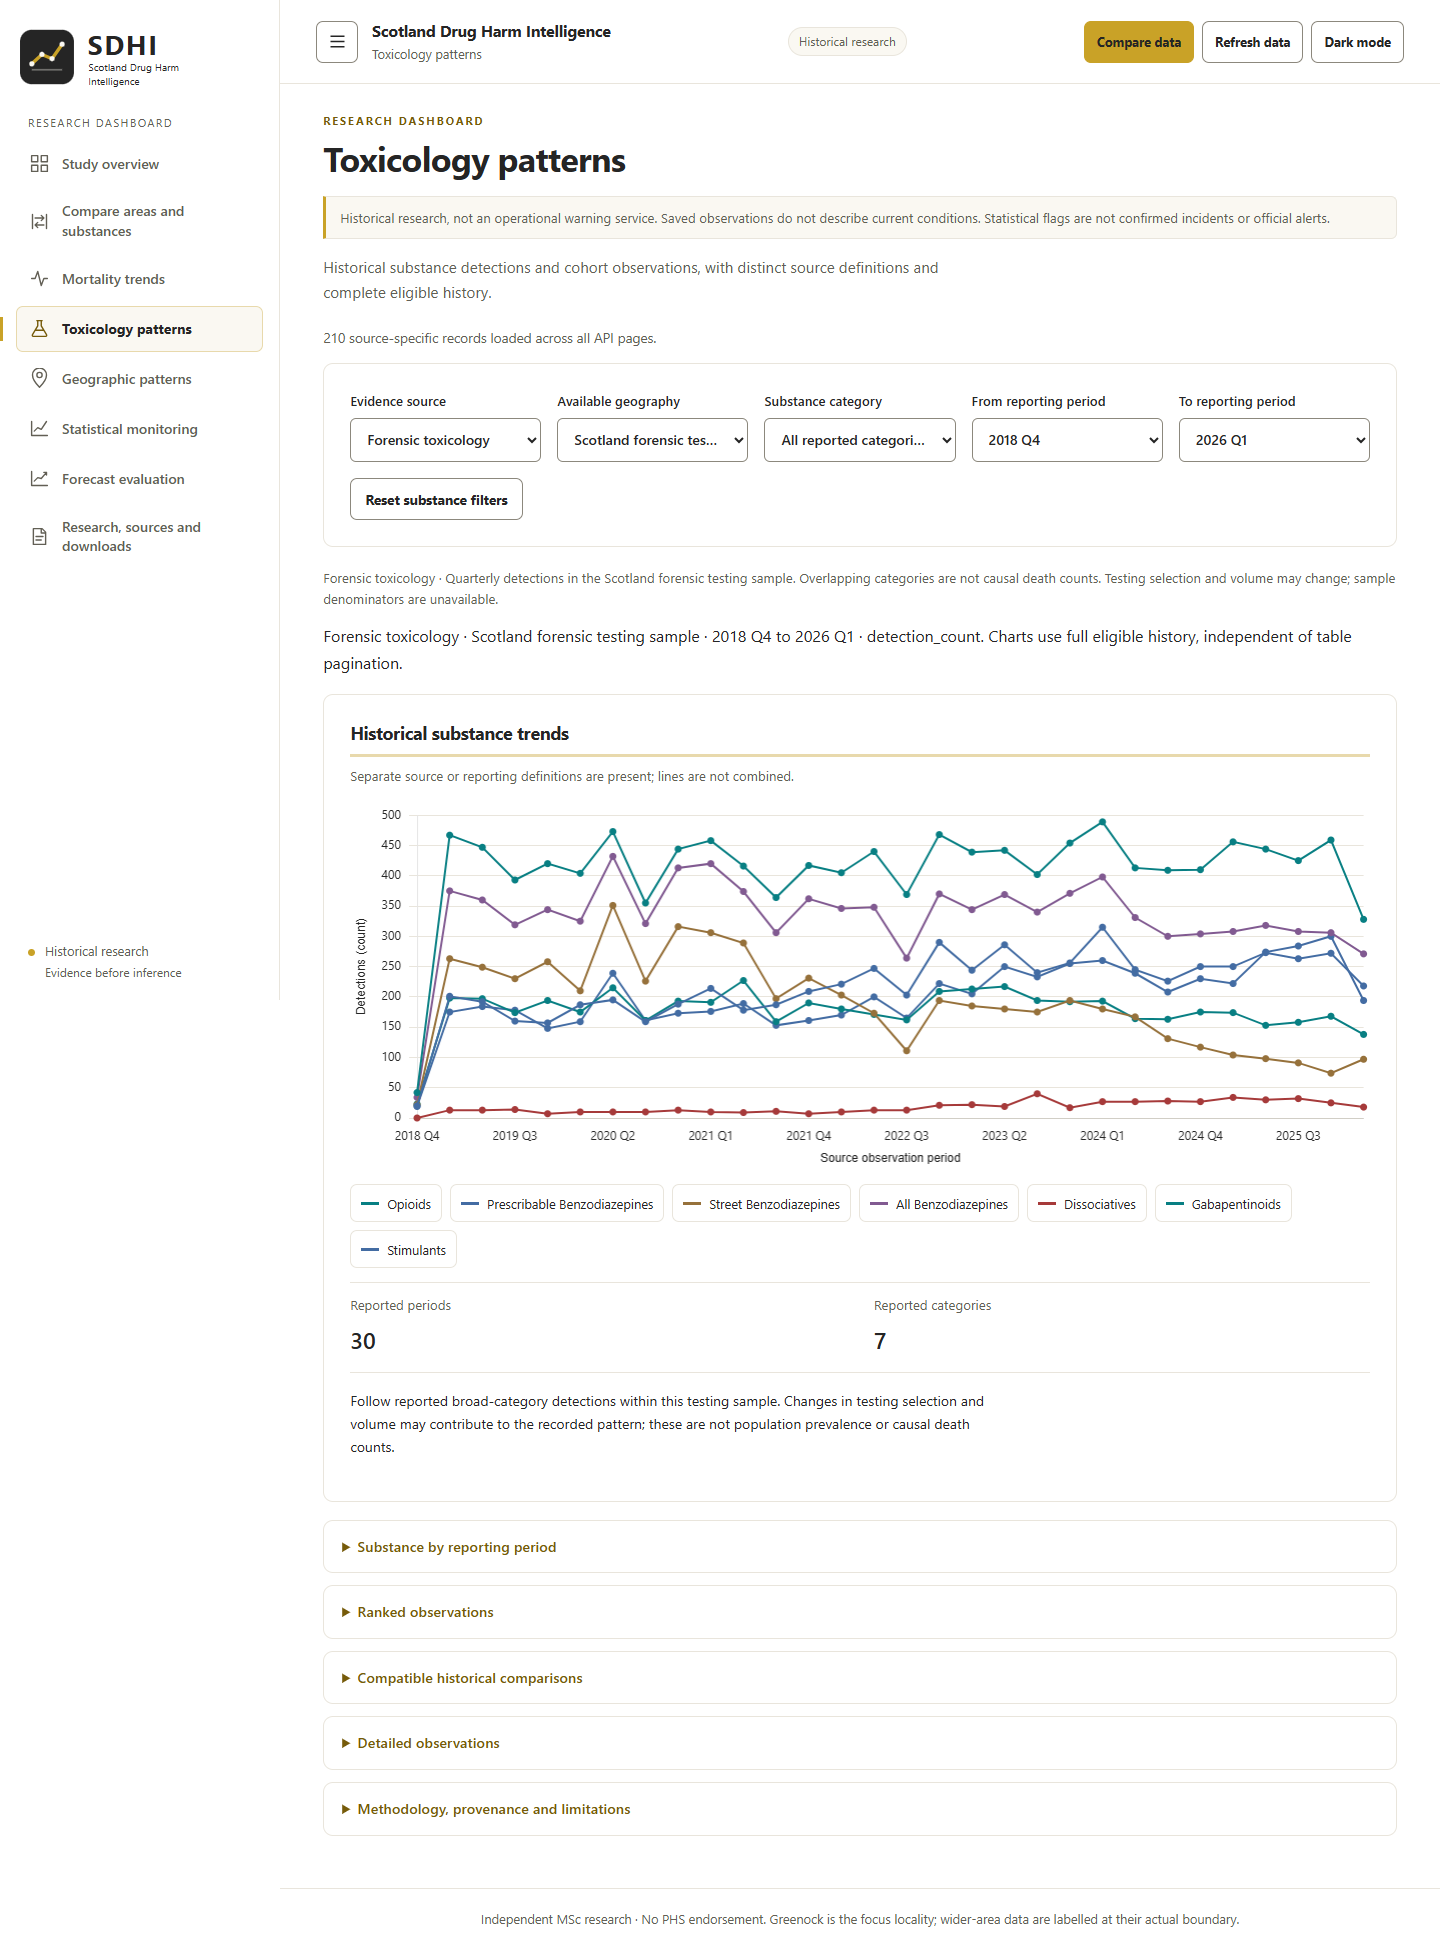 SDHI
Scotland Drug Harm
Intelligence
RESEARCH DASHBOARD
Study overview
Compare areas and
substances
Mortality trends
Toxicology patterns
Geographic patterns
Statistical monitoring
Forecast evaluation
Research, sources and
downloads
Historical research
Evidence before inference
Scotland Drug Harm Intelligence
Toxicology patterns
Historical research
Compare data
Refresh data
Dark mode
RESEARCH DASHBOARD
Toxicology patterns
Historical research, not an operational warning service. Saved observations do not describe current conditions. Statistical flags are not confirmed incidents or official alerts.
Historical substance detections and cohort observations, with distinct source definitions and
complete eligible history.
210 source-specific records loaded across all API pages.
Evidence source
Available geography
Substance category
From reporting period
To reporting period
Forensic toxicology
Scotland forensic tes...
All reported categori...
2018 Q4
2026 Q1
Reset substance filters
Forensic toxicology · Quarterly detections in the Scotland forensic testing sample. Overlapping categories are not causal death counts. Testing selection and volume may change; sample
denominators are unavailable.
Forensic toxicology · Scotland forensic testing sample · 2018 Q4 to 2026 Q1 · detection_count. Charts use full eligible history, independent of table
pagination.
Historical substance trends
Separate source or reporting definitions are present; lines are not combined.
Detections (count)
500
450
400
350
300
250
200
150
100
50
0
2018 Q4
2019 Q3
2020 Q2
2021 Q1
2021 Q4
2022 Q3
2023 Q2
2024 Q1
2024 Q4
2025 Q3
Source observation period
Opioids
Prescribable Benzodiazepines
Street Benzodiazepines
All Benzodiazepines
Dissociatives
Gabapentinoids
Stimulants
Reported periods
30
Reported categories
7
Follow reported broad-category detections within this testing sample. Changes in testing selection and
volume may contribute to the recorded pattern; these are not population prevalence or causal death
counts.
Substance by reporting period
Ranked observations
Compatible historical comparisons
Detailed observations
Methodology, provenance and limitations
Independent MSc research · No PHS endorsement. Greenock is the focus locality; wider-area data are labelled at their actual boundary.